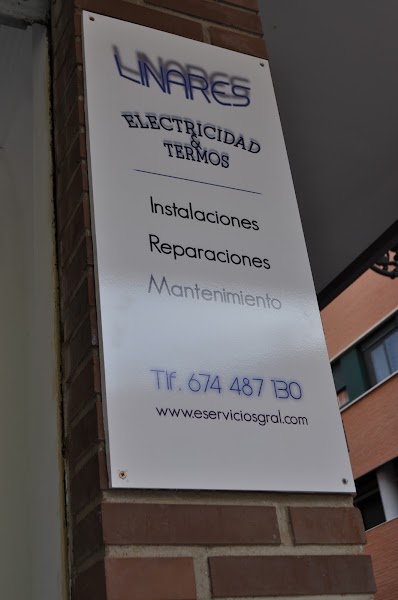 LINARES
ELECTRICIDAD
&
TERMOS
Instalaciones
Reparaciones
Mantenimiento
Tlf. 674 487 130
www.eserviciosgral.com